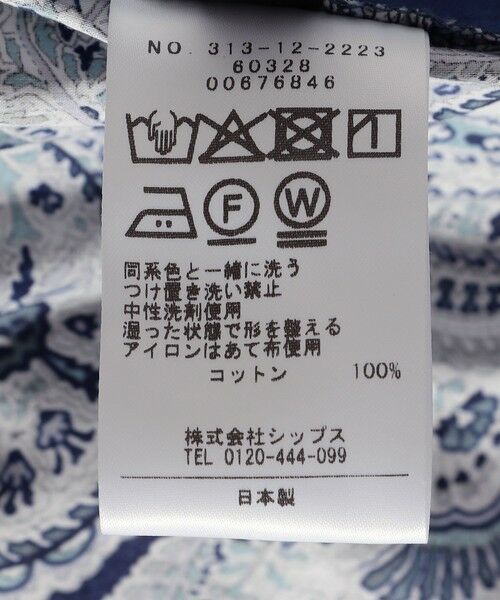 NO. 313-12-2223
60328
00676846
F
W
同系色と一緒に洗う
つけ置き洗い禁止
中性洗剤使用
湿った状態で形を整える
アイロンはあて布使用
コットン 100%
株式会社シップス
TEL 0120-444-099
日本製